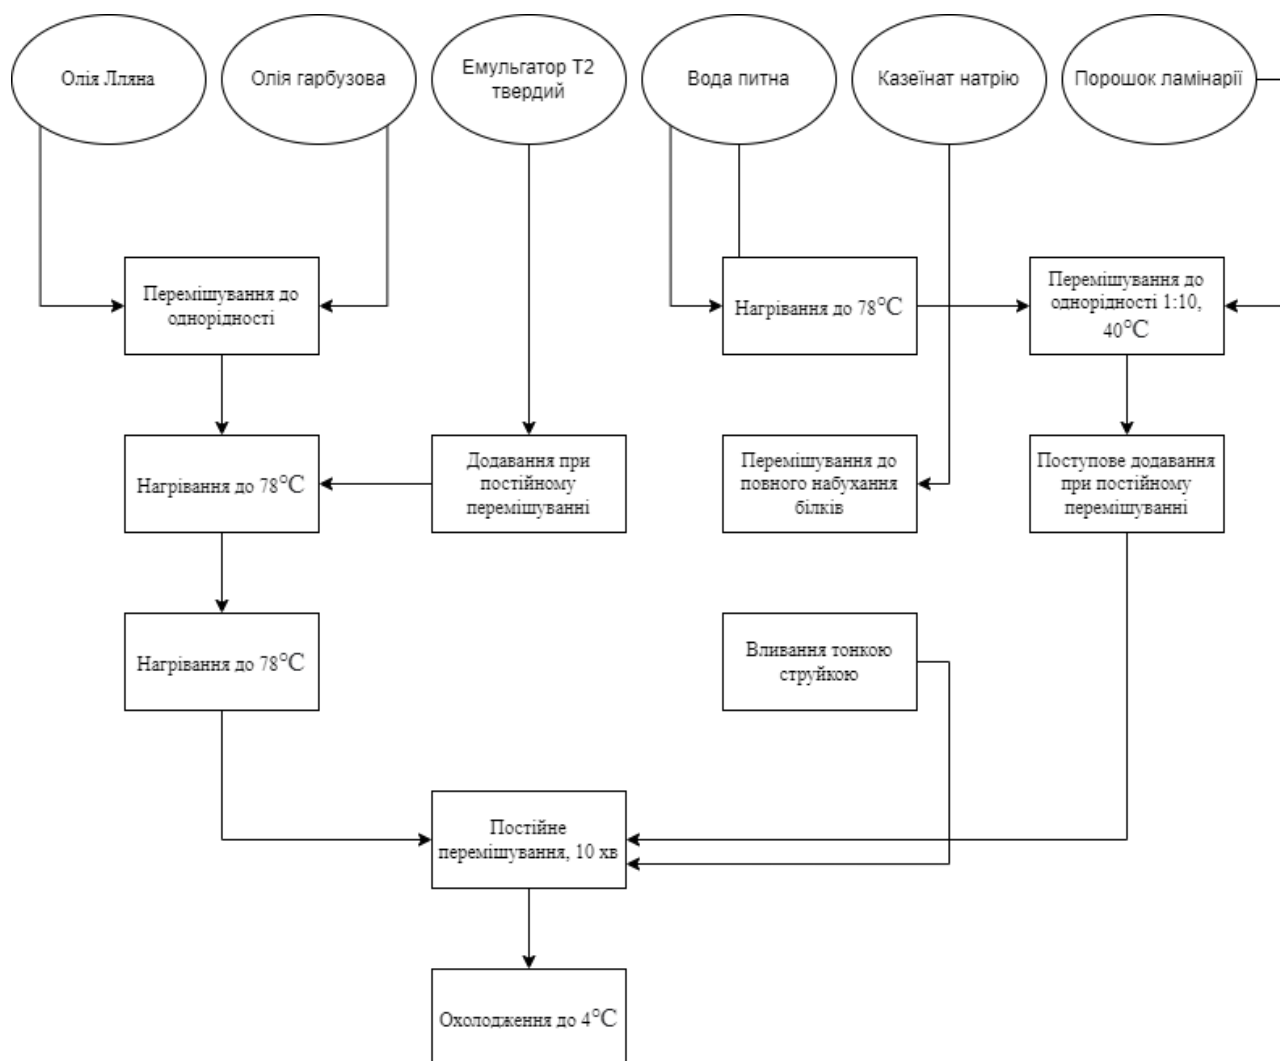 Олія Лляна
Олія гарбузова
Емульгатор Т2
твердий
Вода питна
Казеїнат натрію
Порошок ламінарії
Перемішування до
однорідності
Нагрівання до 78°C
Перемішування до
однорідності 1:10,
40°C
Нагрівання до 78°C
Додавання при
постійному
перемішуванні
Перемішування до
повного набухання
білків
Поступове додавання
при постійному
перемішуванні
Нагрівання до 78°C
Вливання тонкою
струйкою
Постійне
перемішування, 10 хв
Охолодження до 4°C